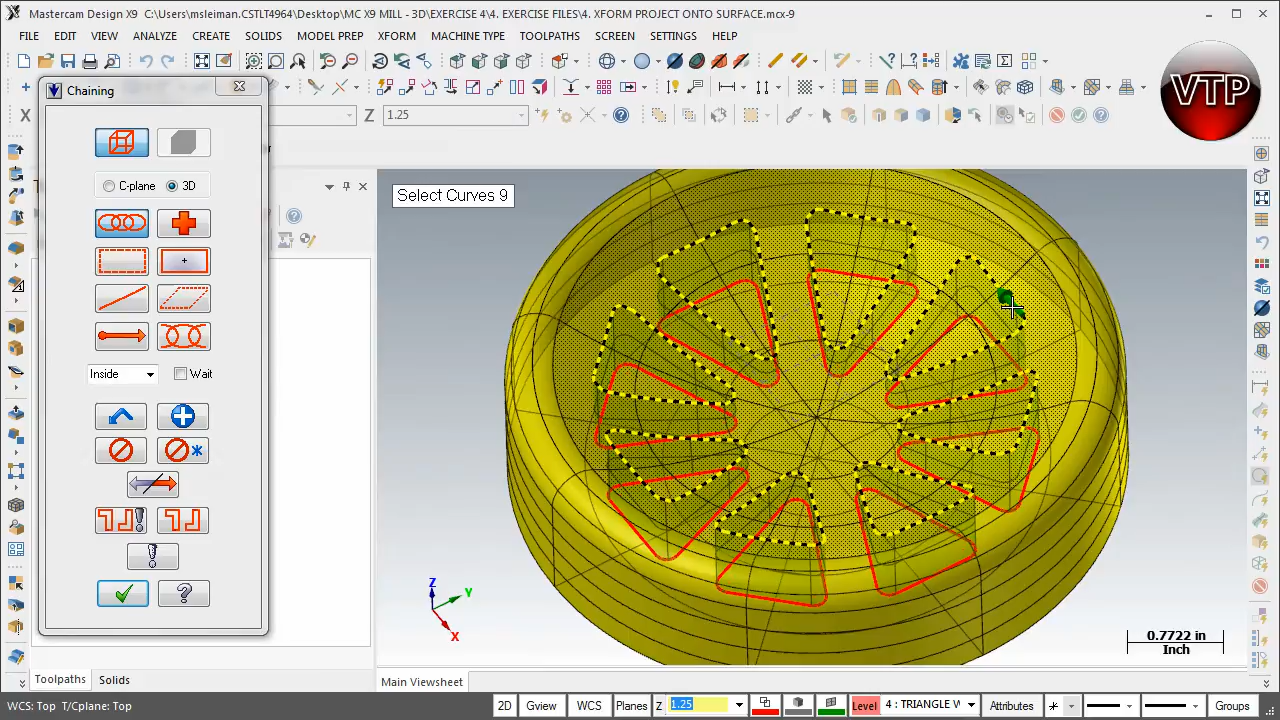 Mastercam Design X9 C:\Users\msleiman.CSTLT4964\Desktop\MC X9 MILL - 3D\EXERCISE 4\4. EXERCISE FILES\4. XFORM PROJECT ONTO SURFACE.mcx-9
FILE EDIT VIEW ANALYZE CREATE SOLIDS MODEL PREP XFORM MACHINE TYPE TOOLPATHS SCREEN SETTINGS HELP
Chaining
VTP
X Z 1.25
C-plane 3D
Select Curves 9
Inside Wait
Z
Y
X
0.7722 in
Inch
Toolpaths Solids
Main Viewsheet
WCS: Top T/Cplane: Top 2D Gview WCS Planes Z 1.25 Level 4 : TRIANGLE W Attributes Groups